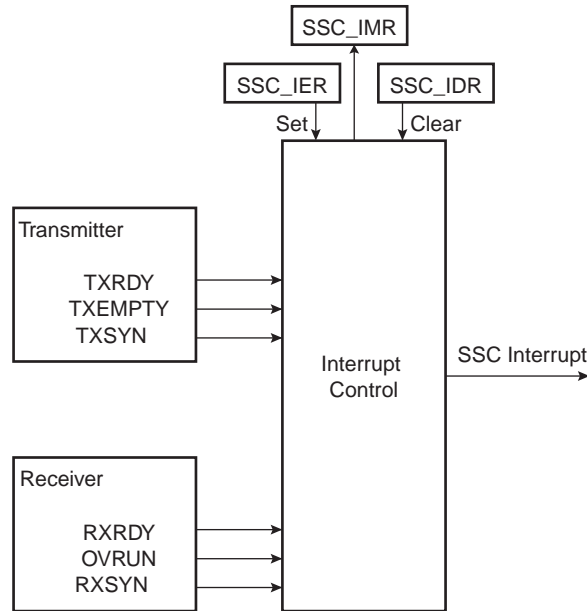 SSC_IMR
SSC_IER
SSC_IDR
Set
Clear
Transmitter
TXRDY
TXEMPTY
TXSYN
Interrupt
Control
SSC Interrupt
Receiver
RXRDY
OVRUN
RXSYN